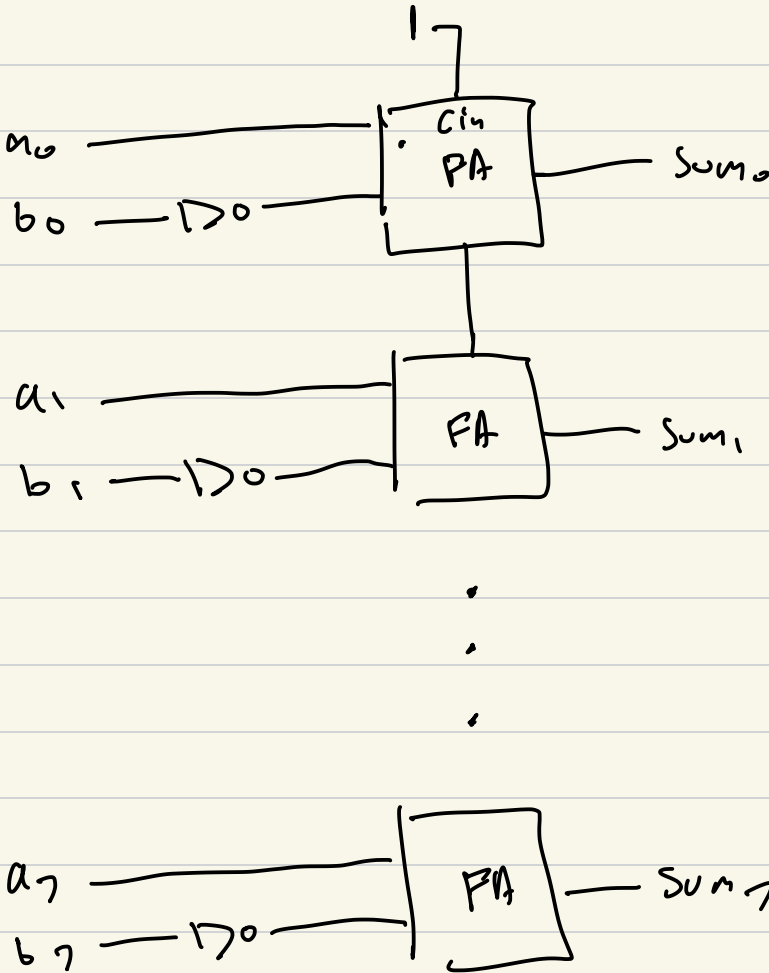 1
Cin
a₀ FA Sum₀
b₀
a₁ FA Sum₁
b₁
a₇ FA Sum₇
b₇